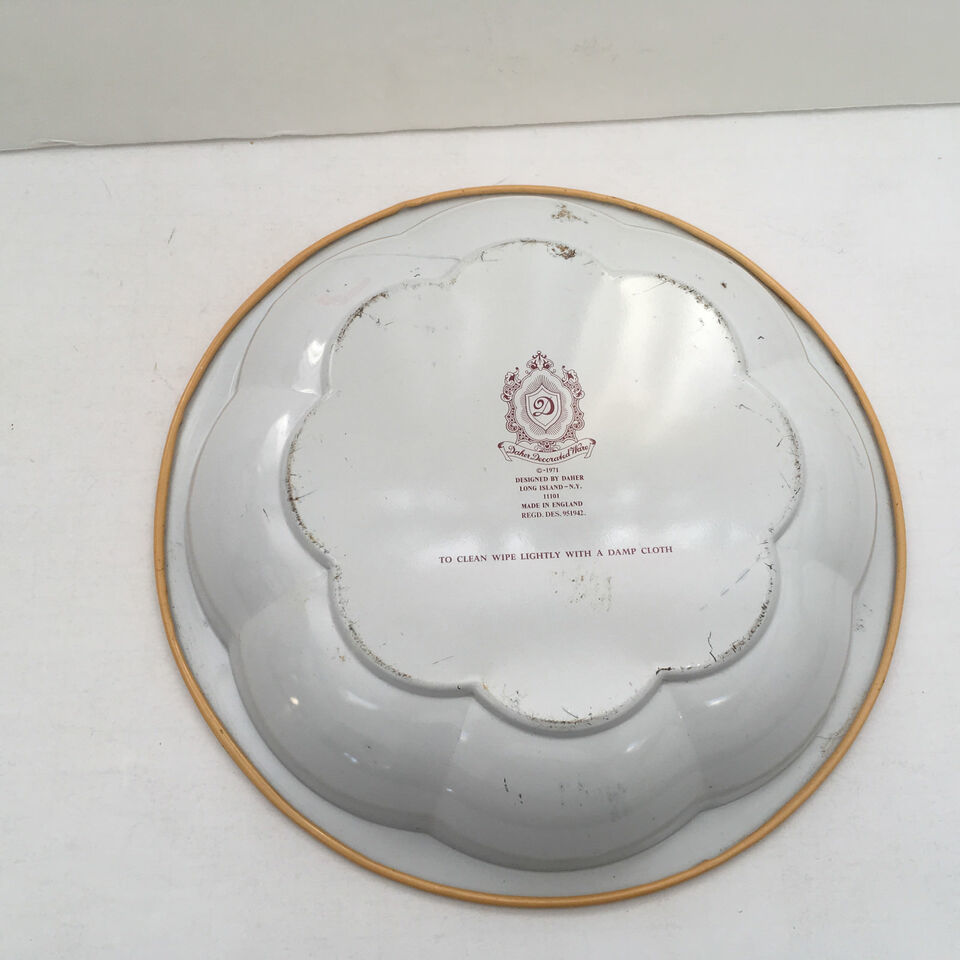 D
Daher Decorated Ware
©-1971
DESIGNED BY DAHER
LONG ISLAND-N.Y.
11101
MADE IN ENGLAND
REGD. DES. 951942.
TO CLEAN WIPE LIGHTLY WITH A DAMP CLOTH